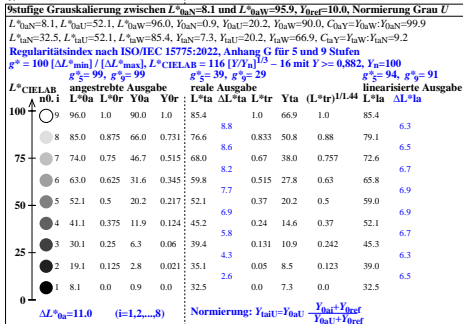 9stufige Grauskalierung zwischen L*0aN=8.1 und L*0aW=95.9, Y0ref=10.0, Normierung Grau U
L*0aN=8.1, L*0aU=52.1, L*0aW=96.0, Y0aN=0.9, Y0aU=20.2, Y0aW=90.0, C0aY=Y0aW:Y0aN=99.9
L*taN=32.5, L*taU=52.1, L*taW=85.4, YtaN=7.3, YtaU=20.2, Ytaw=66.9, CtaY=YtaW:YtaN=9.2
Regularitätsindex nach ISO/IEC 15775:2022, Anhang G für 5 und 9 Stufen
g* = 100 [ΔL*min] / [ΔL*max], L*CIELAB = 116 [Y/Yn]1/3 − 16 mit Y >= 0,882, Yn=100
g*5= 99, g*9= 99 g*5= 39, g*9= 29 g*5= 94, g*9= 91
L*CIELAB angestrebte Ausgabe reale Ausgabe linearisierte Ausgabe
n0. i L*0a L*0r Y0a Y0r L*ta ΔL*ta L*tr Yta (L*tr)1/1.44 L*la ΔL*la
100
9 96.0 1.0 90.0 1.0 85.4 1.0 66.9 1.0 85.4
8.8 6.3
8 85.0 0.875 66.0 0.731 76.6 0.833 50.8 0.88 79.1
8.6 6.5
75
7 74.0 0.75 46.7 0.515 68.0 0.67 38.0 0.757 72.6
8.2 6.7
6 63.0 0.625 31.6 0.345 59.8 0.515 27.8 0.63 65.8
7.7 6.9
50
5 52.1 0.5 20.2 0.217 52.1 0.37 20.2 0.5 59.0
6.9 6.9
4 41.1 0.375 11.9 0.124 45.2 0.24 14.6 0.37 52.1
5.7 6.8
25
3 30.1 0.25 6.3 0.06 39.4 0.131 10.9 0.242 45.3
4.3 6.3
2 19.1 0.125 2.8 0.021 35.1 0.05 8.5 0.123 39.0
2.6 6.5
1 8.1 0.0 0.9 0.0 32.5 0.0 7.3 0.0 32.5
0
ΔL*0a=11.0 (i=1,2,...,8) Normierung: YtaiU=Y0aU Y0ai+Y0ref
Y0aU+Y0ref